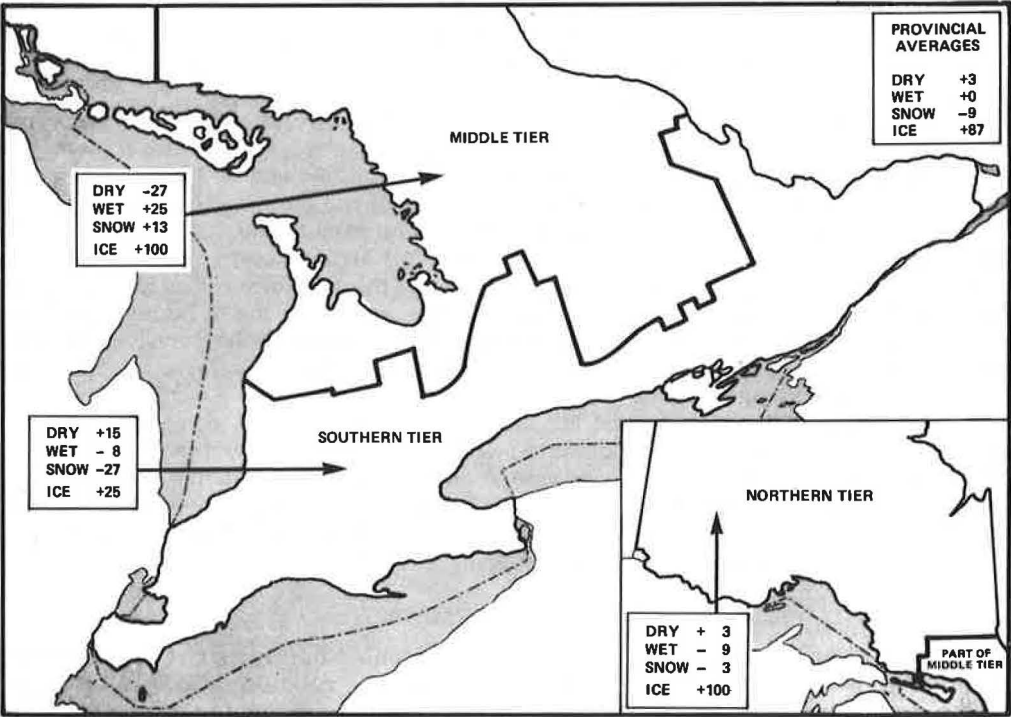 PROVINCIAL
AVERAGES
DRY +3
WET +0
SNOW -9
ICE +87
MIDDLE TIER
DRY -27
WET +25
SNOW +13
ICE +100
SOUTHERN TIER
DRY +15
WET - 8
SNOW -27
ICE +25
NORTHERN TIER
DRY + 3
WET - 9
SNOW - 3
ICE +100
PART OF
MIDDLE TIER